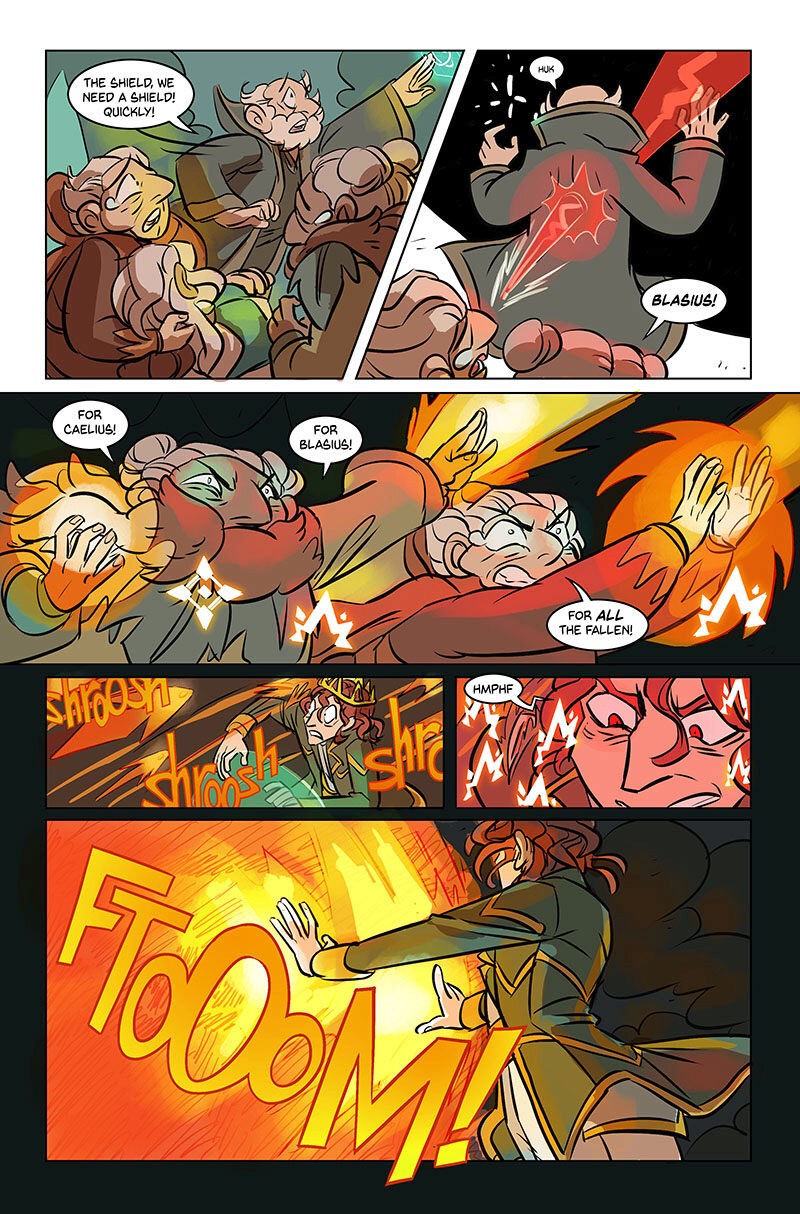 THE SHIELD, WE
NEED A SHIELD!
QUICKLY!
HUK
BLASIUS!
FOR
CAELIUS!
FOR
BLASIUS!
FOR ALL
THE FALLEN!
shroosh
shroosh
shro
HMPHF
FTOOOOM!